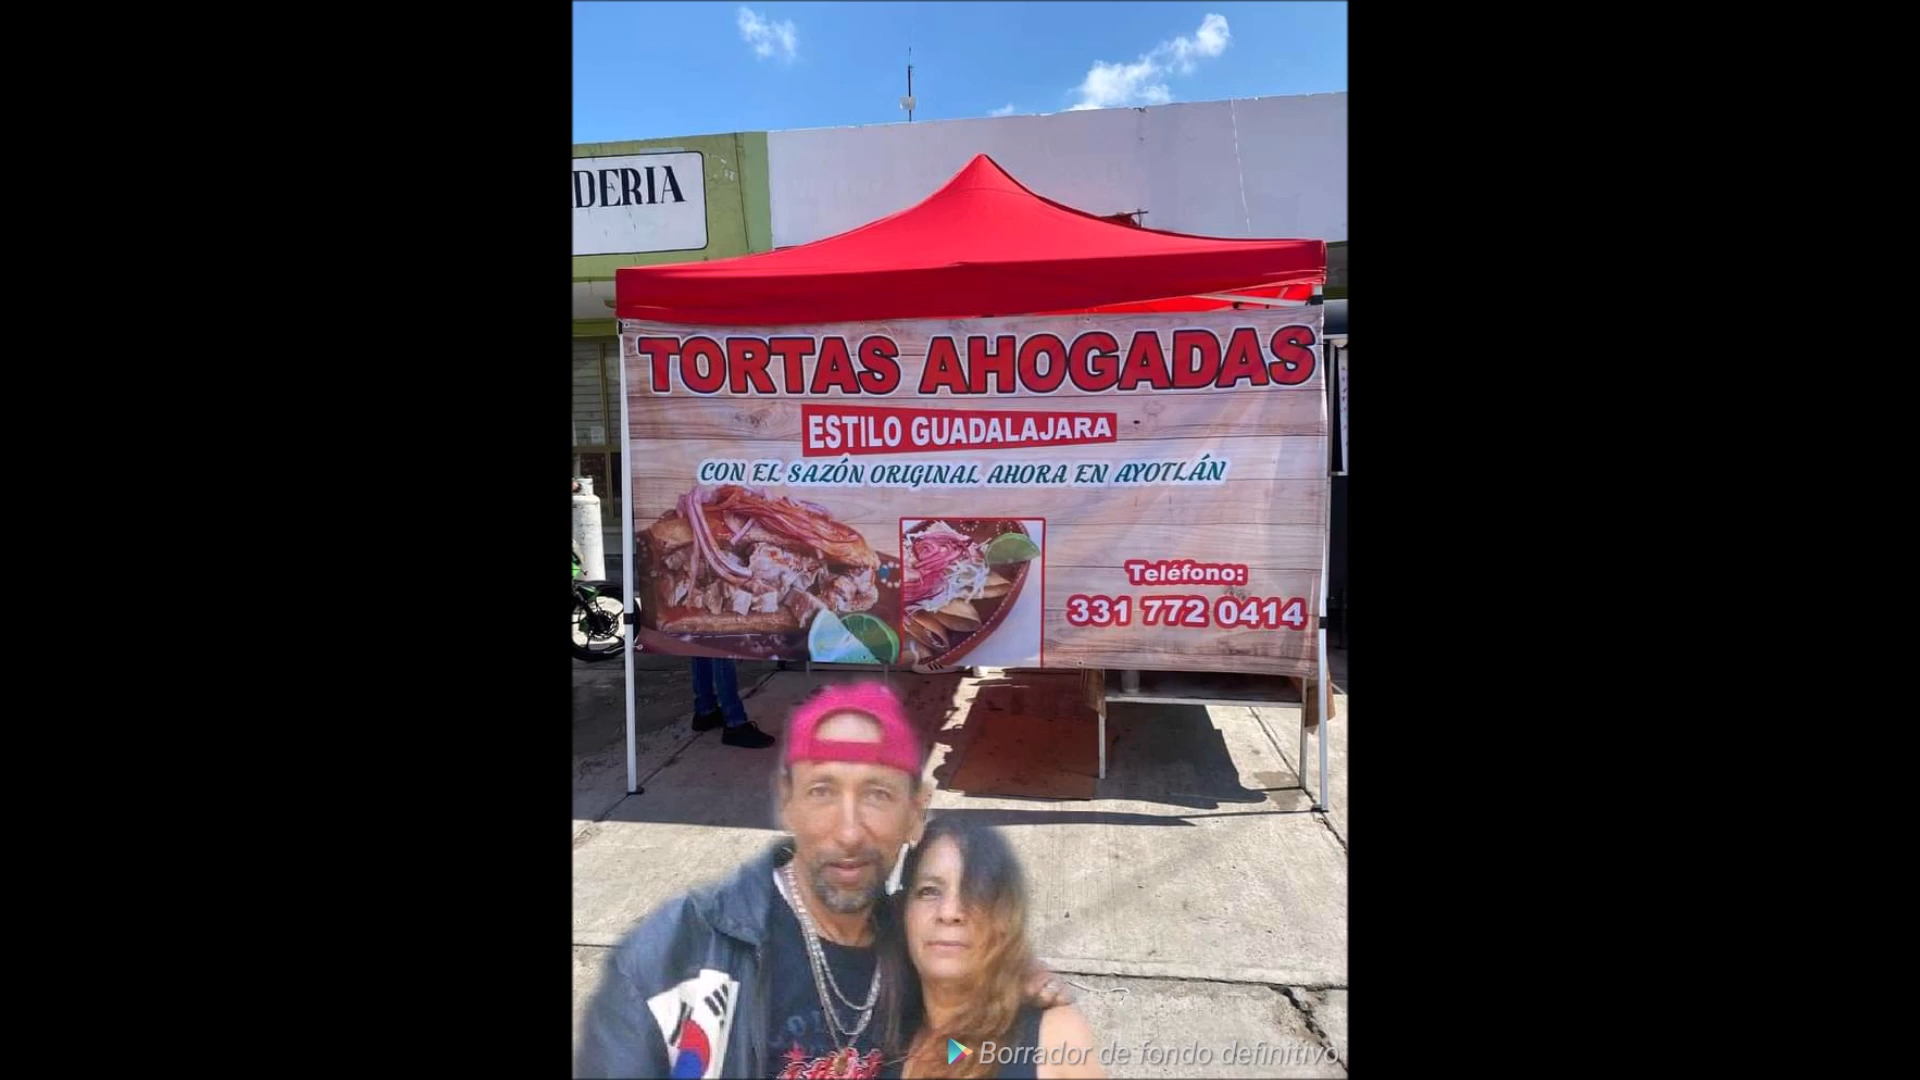 DERIA
TORTAS AHOGADAS
ESTILO GUADALAJARA
CON EL SAZÓN ORIGINAL AHORA EN AYOTLÁN
Teléfono:
331 772 0414
Borrador de fondo definitivo